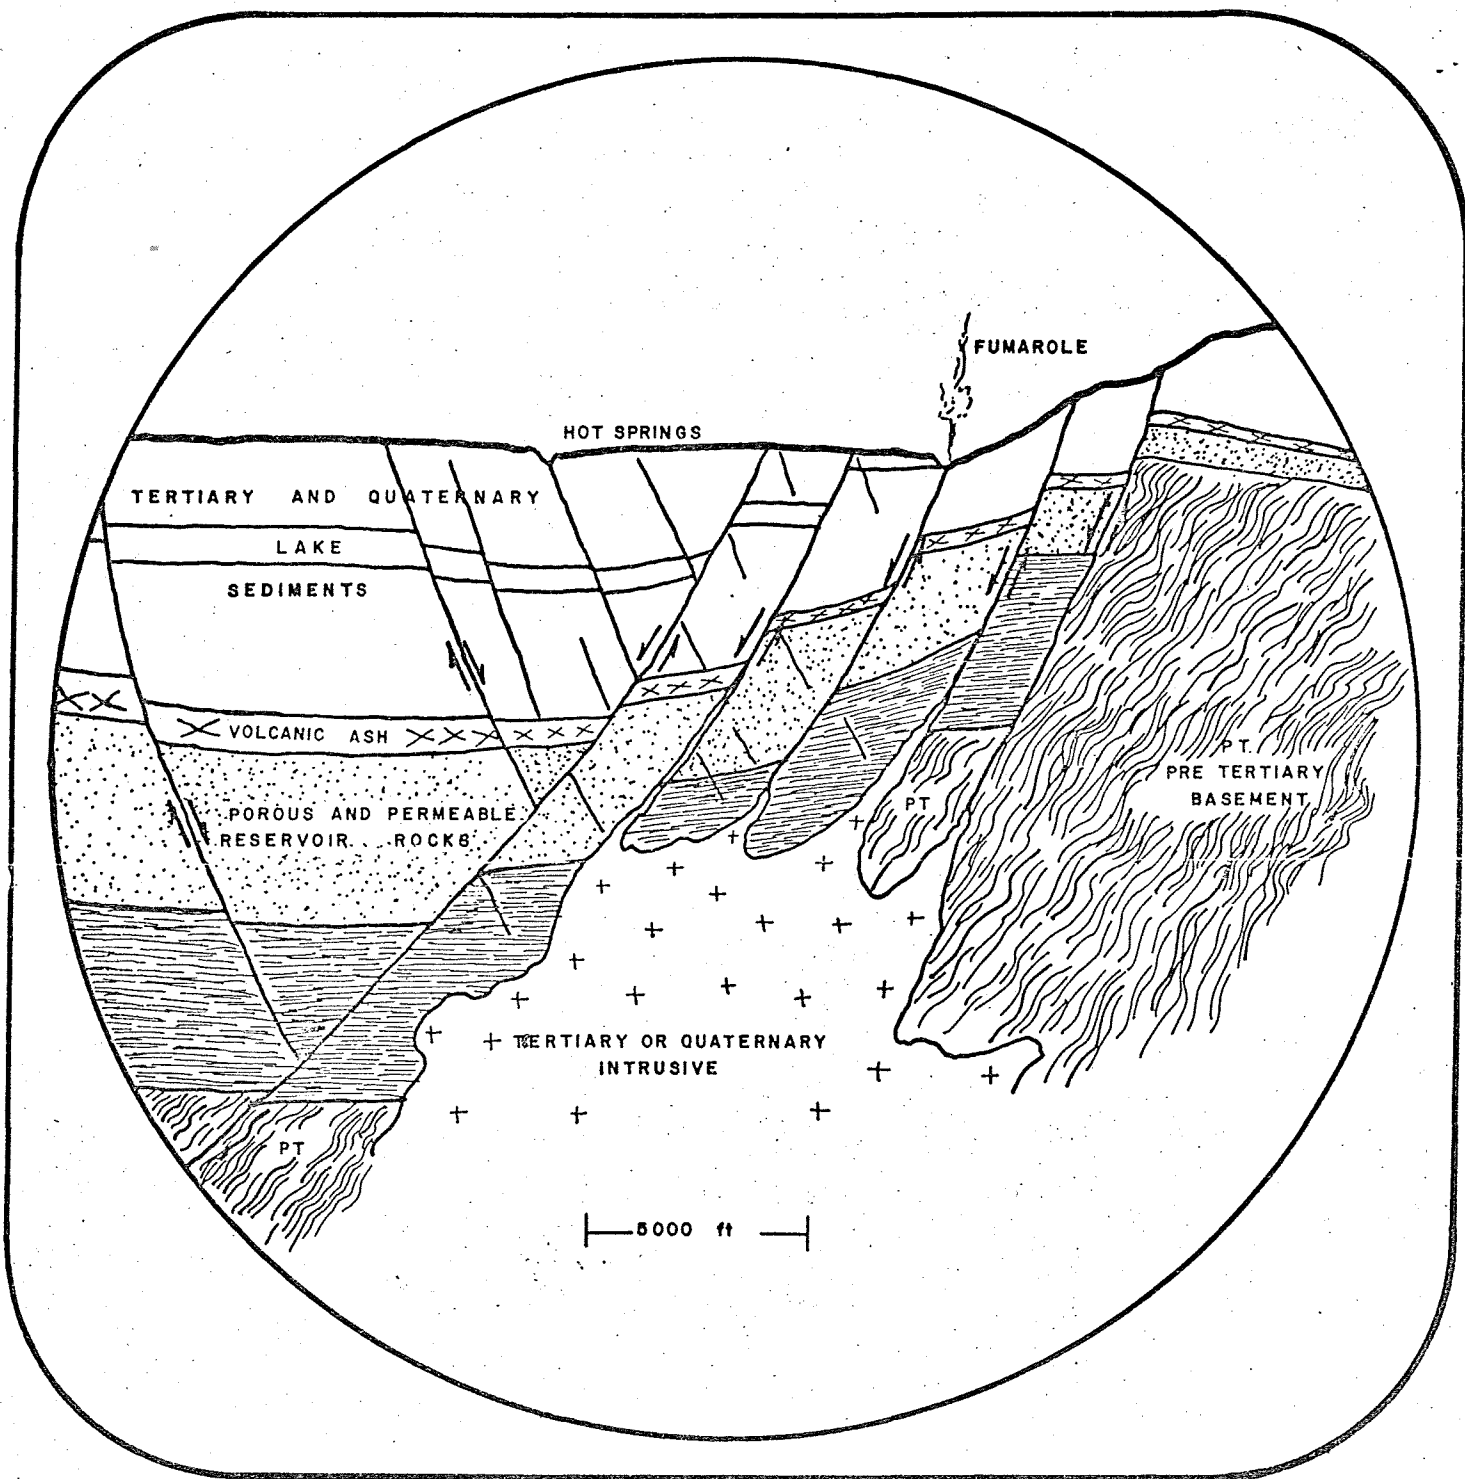 FUMAROLE
HOT SPRINGS
TERTIARY AND QUATERNARY
LAKE
SEDIMENTS
VOLCANIC ASH
POROUS AND PERMEABLE
RESERVOIR ROCKS
P.T.
PRE TERTIARY
BASEMENT
PT
TERTIARY OR QUATERNARY
INTRUSIVE
PT
5000 ft